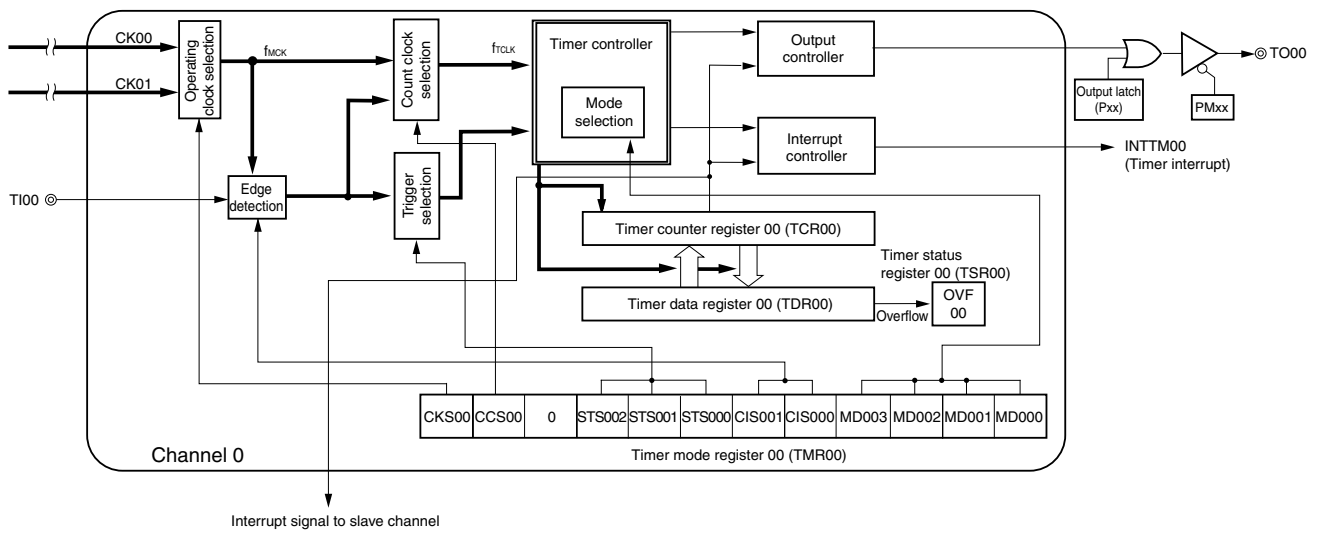 CK00
CK01
Operating
clock selection
fMCK
Count clock
selection
fTCLK
Timer controller
Mode
selection
Output
controller
Output latch
(Pxx)
PMxx
TO00
Interrupt
controller
INTTM00
(Timer interrupt)
TI00
Edge
detection
Trigger
selection
Timer counter register 00 (TCR00)
Timer status
register 00 (TSR00)
Timer data register 00 (TDR00)
Overflow
OVF
00
CKS00 CCS00 0 STS002 STS001 STS000 CIS001 CIS000 MD003 MD002 MD001 MD000
Channel 0
Timer mode register 00 (TMR00)
Interrupt signal to slave channel